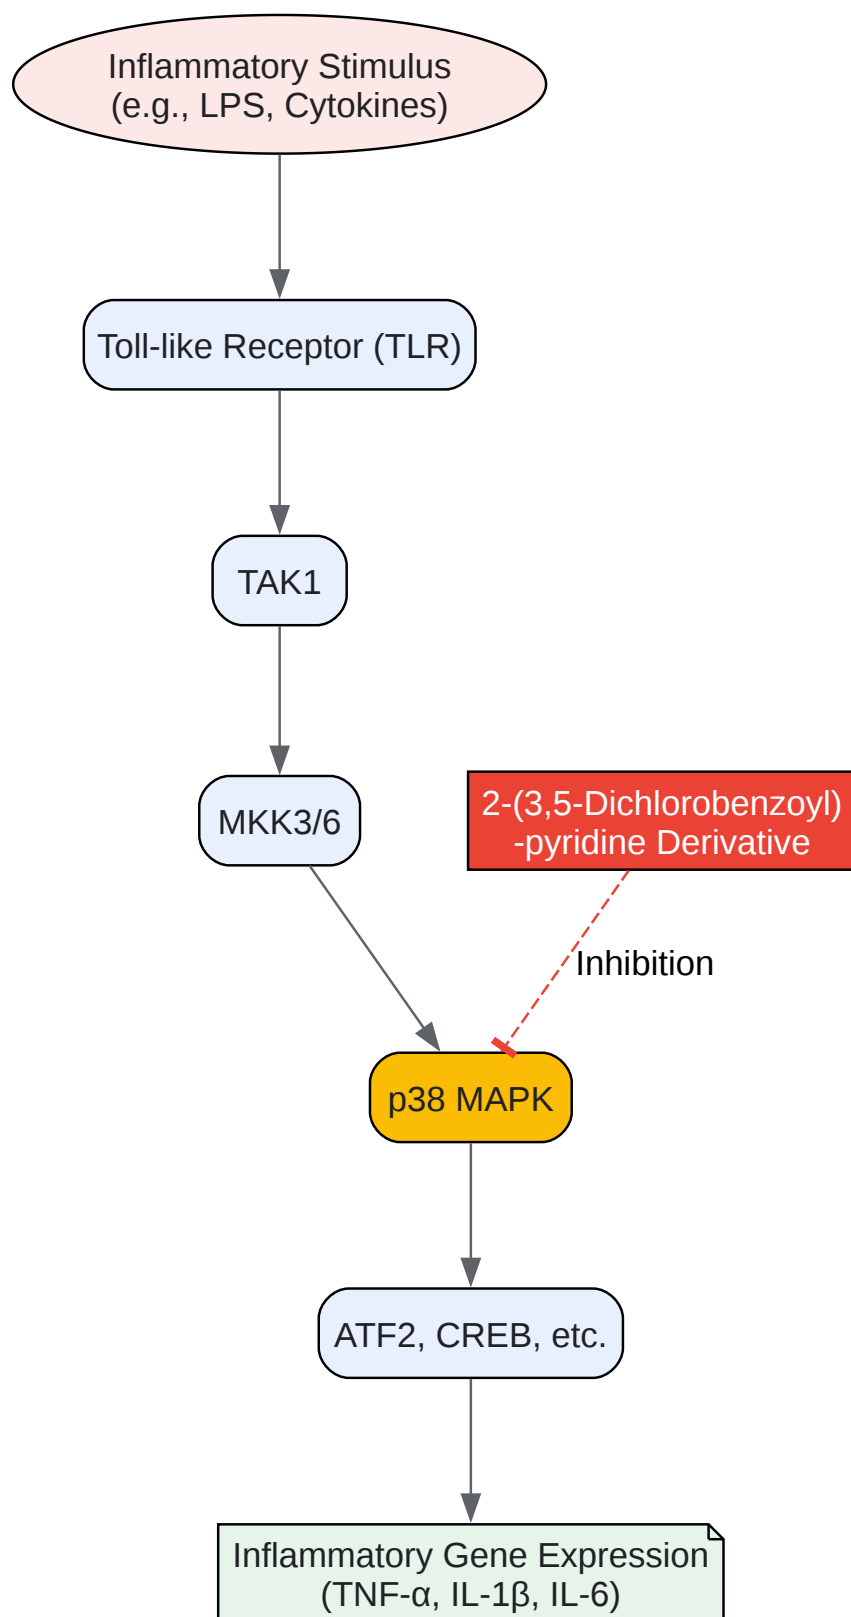 Inflammatory Stimulus
(e.g., LPS, Cytokines)
Toll-like Receptor (TLR)
TAK1
MKK3/6
2-(3,5-Dichlorobenzoyl)
-pyridine Derivative
Inhibition
p38 MAPK
ATF2, CREB, etc.
Inflammatory Gene Expression
(TNF-α, IL-1β, IL-6)